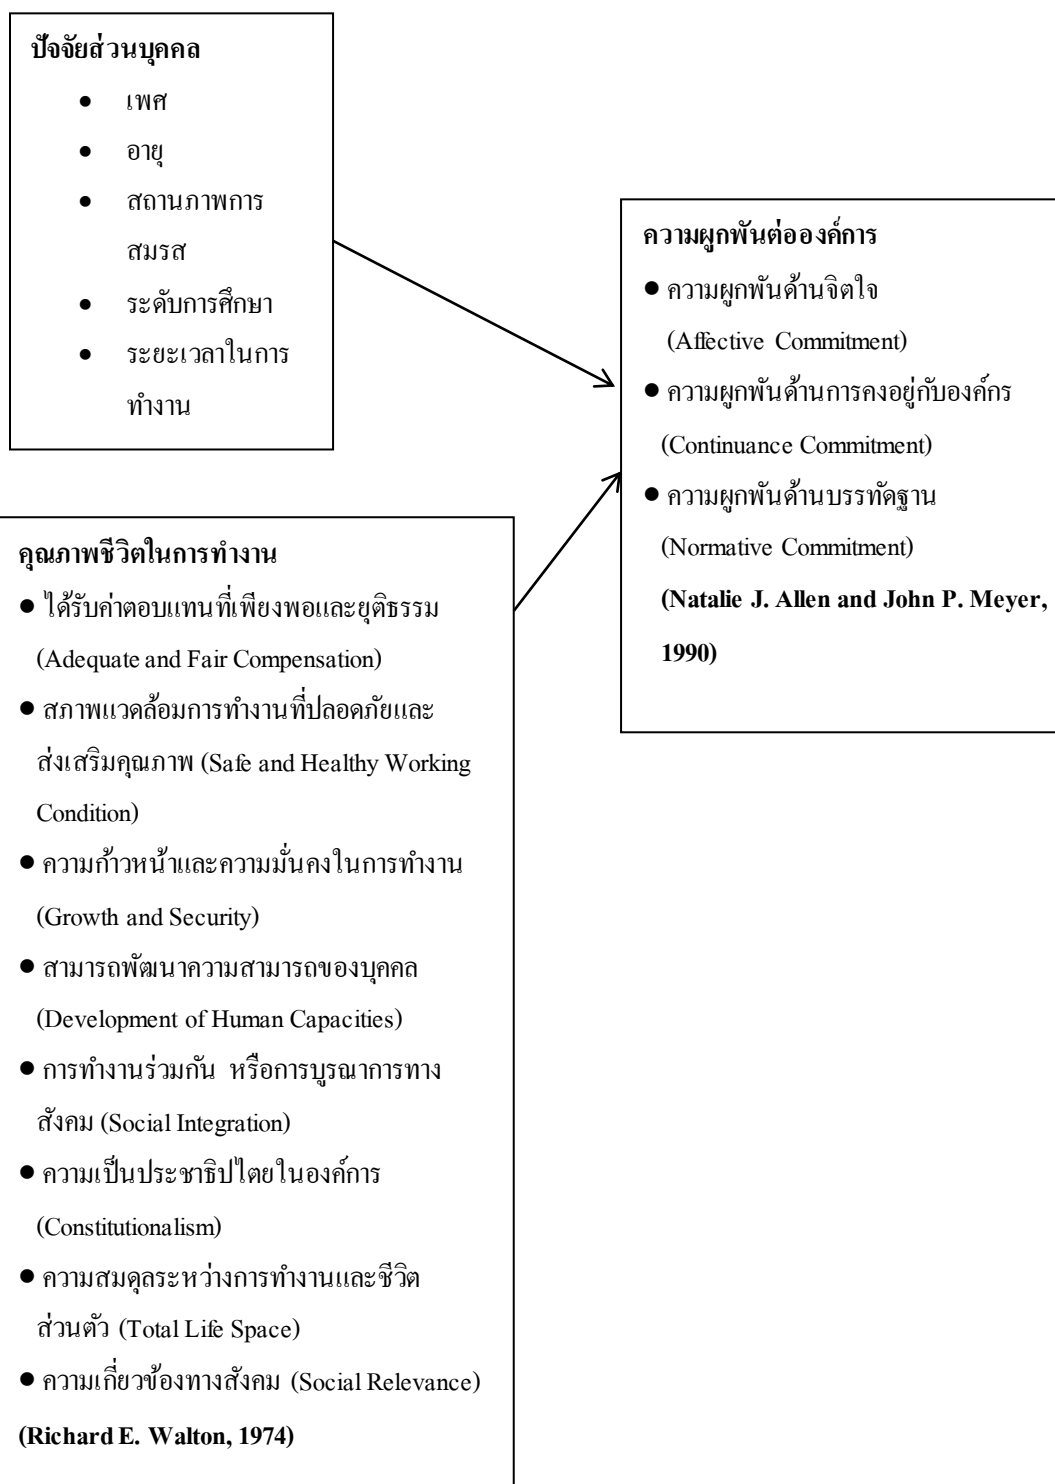 ปัจจัยส่วนบุคคล
● เพศ
● อายุ
● สถานภาพการ
สมรส
● ระดับการศึกษา
● ระยะเวลาในการ
ทำงาน
คุณภาพชีวิตในการทำงาน
● ได้รับค่าตอบแทนที่เพียงพอและยุติธรรม
(Adequate and Fair Compensation)
● สภาพแวดล้อมการทำงานที่ปลอดภัยและ
ส่งเสริมคุณภาพ (Safe and Healthy Working
Condition)
● ความก้าวหน้าและความมั่นคงในการทำงาน
(Growth and Security)
● สามารถพัฒนาความสามารถของบุคคล
(Development of Human Capacities)
● การทำงานร่วมกัน หรือการบูรณาการทาง
สังคม (Social Integration)
● ความเป็นประชาธิปไตยในองค์การ
(Constitutionalism)
● ความสมดุลระหว่างการทำงานและชีวิต
ส่วนตัว (Total Life Space)
● ความเกี่ยวข้องทางสังคม (Social Relevance)
(Richard E. Walton, 1974)
ความผูกพันต่อองค์การ
● ความผูกพันด้านจิตใจ
(Affective Commitment)
● ความผูกพันด้านการคงอยู่กับองค์กร
(Continuance Commitment)
● ความผูกพันด้านบรรทัดฐาน
(Normative Commitment)
(Natalie J. Allen and John P. Meyer,
1990)